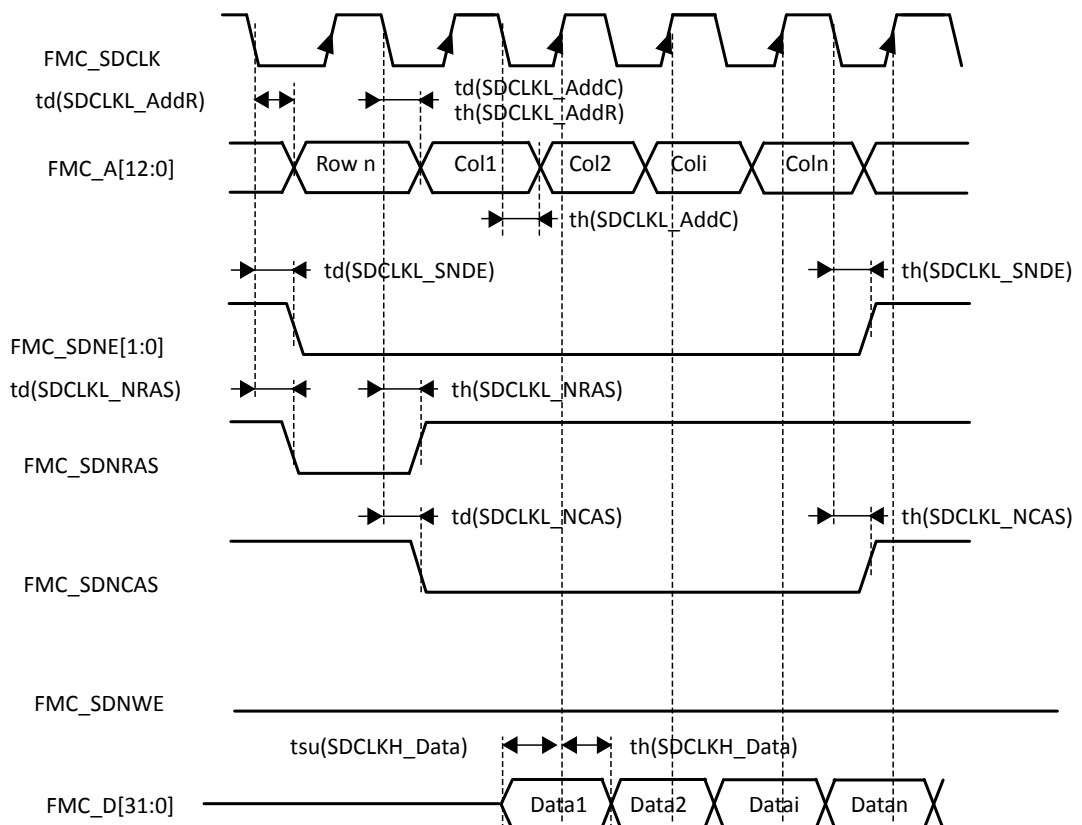 FMC_SDCLK
td(SDCLKL_AddR)
td(SDCLKL_AddC)
th(SDCLKL_AddR)
FMC_A[12:0]
Row n
Col1
Col2
Coli
Coln
th(SDCLKL_AddC)
td(SDCLKL_SNDE)
th(SDCLKL_SNDE)
FMC_SDNE[1:0]
td(SDCLKL_NRAS)
th(SDCLKL_NRAS)
FMC_SDNRAS
td(SDCLKL_NCAS)
th(SDCLKL_NCAS)
FMC_SDNCAS
FMC_SDNWE
tsu(SDCLKH_Data)
th(SDCLKH_Data)
FMC_D[31:0]
Data1
Data2
Datai
Datan